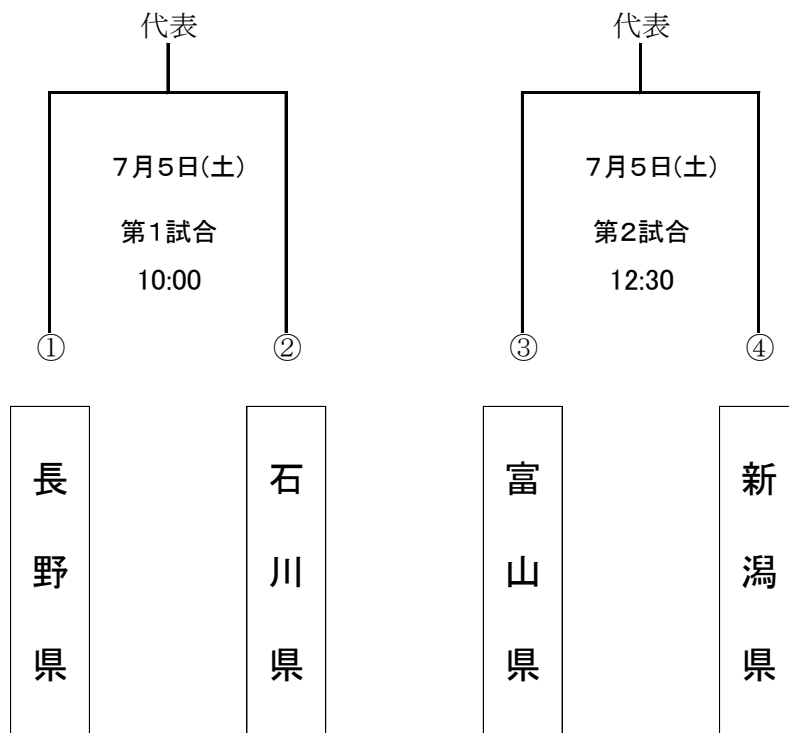 代表
代表
７月５日(土)
第１試合
10:00
７月５日(土)
第２試合
12:30
①
②
③
④
長野県
石川県
富山県
新潟県